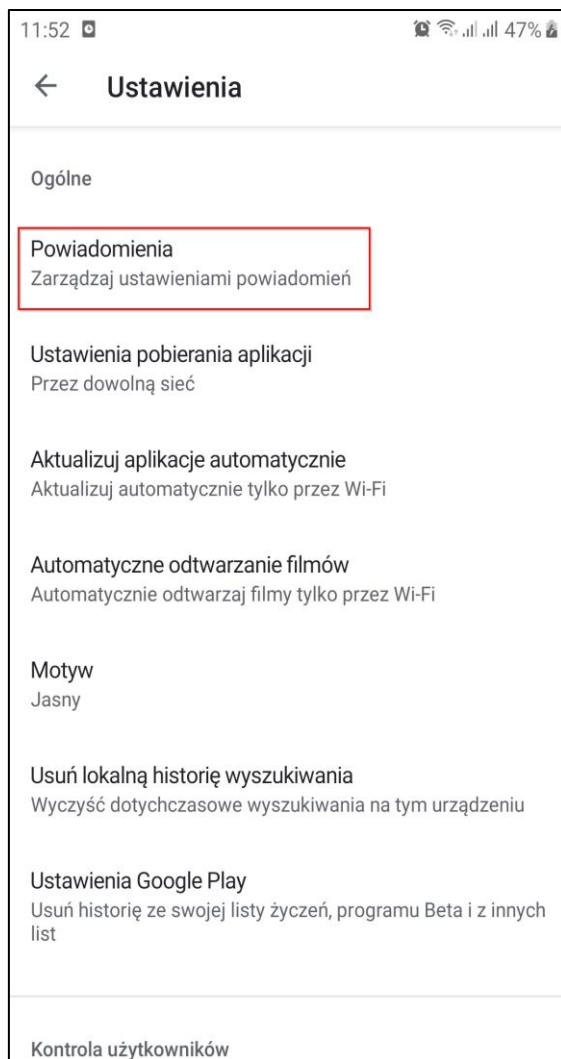 11:52
47%
Ustawienia
Ogólne
Powiadomienia
Zarządzaj ustawieniami powiadomień
Ustawienia pobierania aplikacji
Przez dowolną sieć
Aktualizuj aplikacje automatycznie
Aktualizuj automatycznie tylko przez Wi-Fi
Automatyczne odtwarzanie filmów
Automatycznie odtwarzaj filmy tylko przez Wi-Fi
Motyw
Jasny
Usuń lokalną historię wyszukiwania
Wyczyść dotychczasowe wyszukiwania na tym urządzeniu
Ustawienia Google Play
Usuń historię ze swojej listy życzeń, programu Beta i z innych
list
Kontrola użytkowników